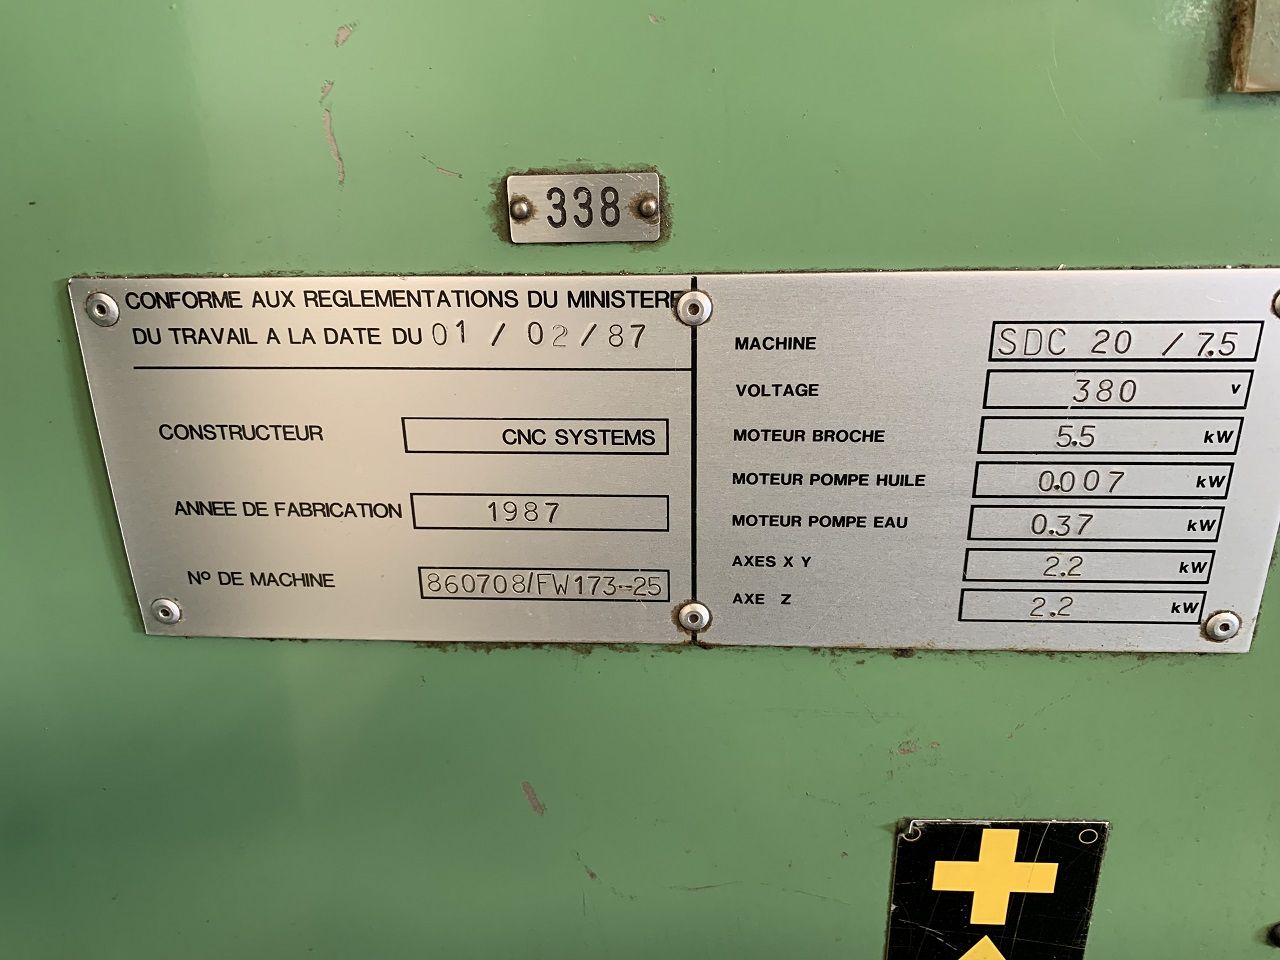 338
CONFORME AUX REGLEMENTATIONS DU MINISTERE
DU TRAVAIL A LA DATE DU 01 / 02 / 87
CONSTRUCTEUR CNC SYSTEMS
ANNEE DE FABRICATION 1987
Nº DE MACHINE 860708/FW173-25
MACHINE SDC 20 / 7.5
VOLTAGE 380 V
MOTEUR BROCHE 5.5 kW
MOTEUR POMPE HUILE 0.007 kW
MOTEUR POMPE EAU 0.37 kW
AXES X Y 2.2 kW
AXE Z 2.2 kW